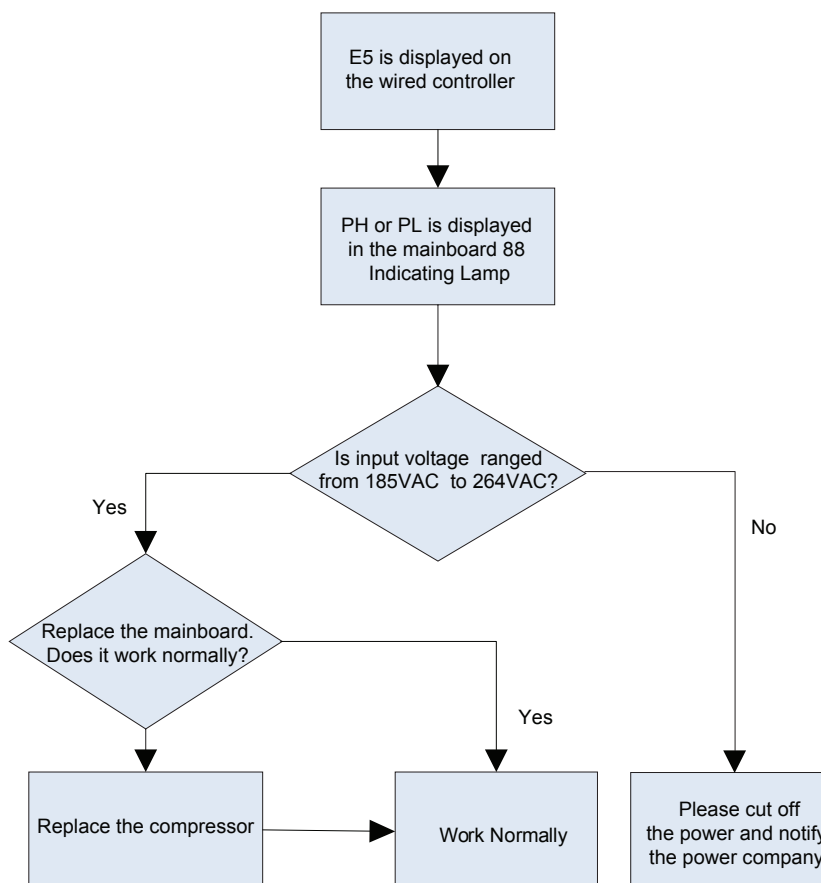 E5 is displayed on
the wired controller
PH or PL is displayed
in the mainboard 88
Indicating Lamp
Is input voltage ranged
from 185VAC to 264VAC?
Yes
No
Replace the mainboard.
Does it work normally?
Yes
Replace the compressor
Work Normally
Please cut off
the power and notify
the power company